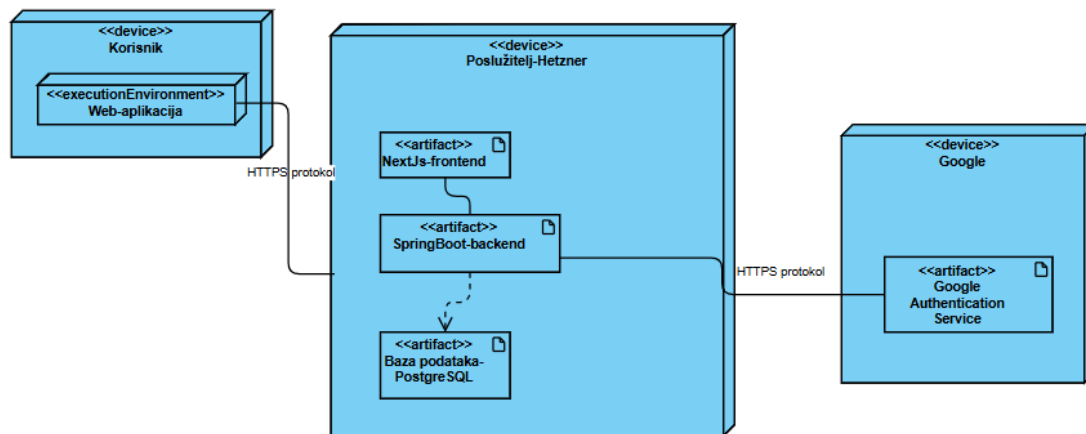 <<device>>
Korisnik
<<executionEnvironment>>
Web-aplikacija
HTTPS protokol
<<device>>
Poslužitelj-Hetzner
<<artifact>>
NextJs-frontend
<<artifact>>
SpringBoot-backend
<<artifact>>
Baza podataka-
PostgreSQL
HTTPS protokol
<<device>>
Google
<<artifact>>
Google
Authentication
Service